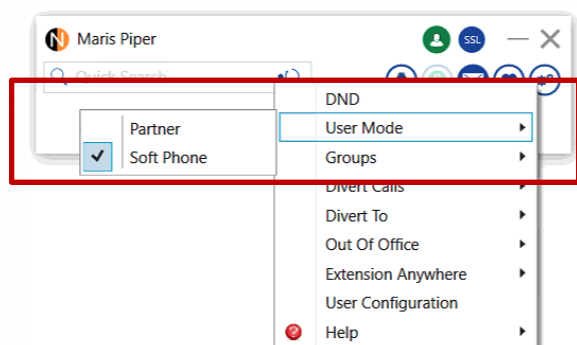 Maris Piper
SSL
Quick Search
DND
User Mode
Partner
Soft Phone
Groups
Divert Calls
Divert To
Out Of Office
Extension Anywhere
User Configuration
? Help